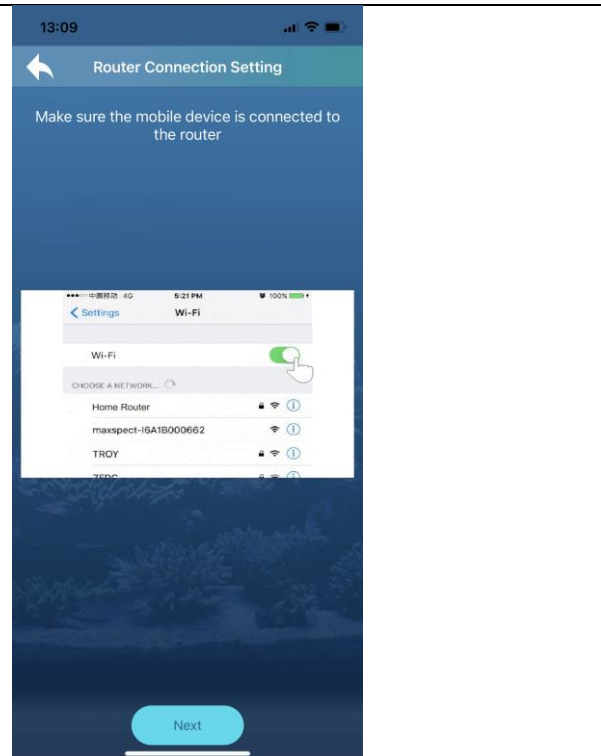 13:09
Router Connection Setting
Make sure the mobile device is connected to
the router
中国移动 4G 5:21 PM 100%
Settings Wi-Fi
Wi-Fi
CHOOSE A NETWORK...
Home Router
maxspect-I6A1B000662
TROY
Next